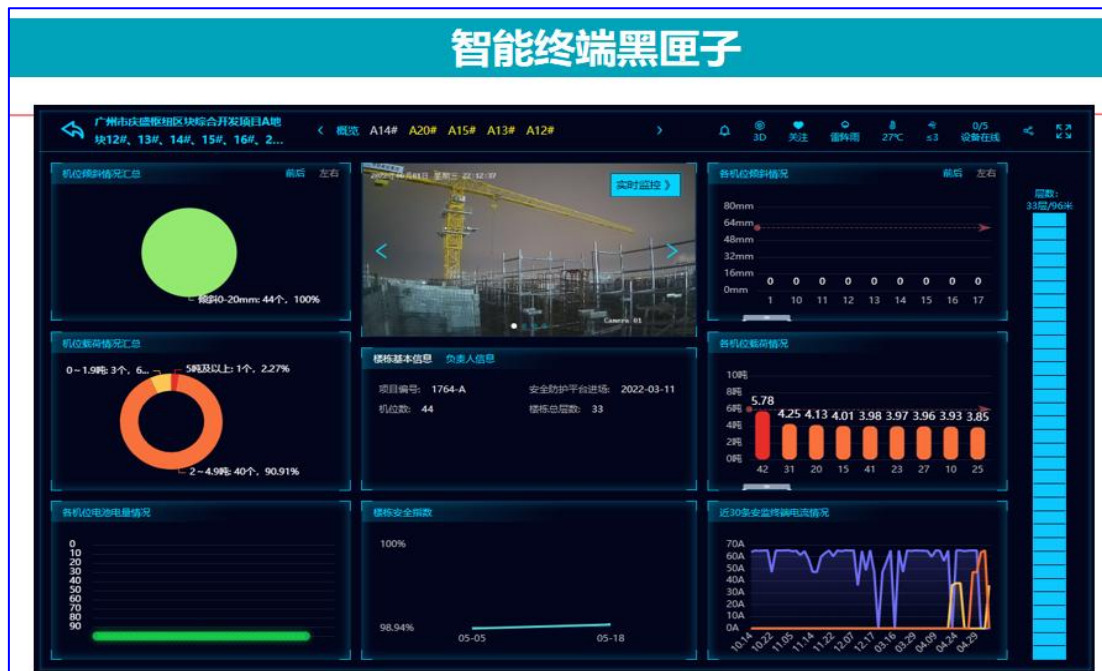 智能终端黑匣子
广州市庆盛枢纽区块综合开发项目A地
块12#、13#、14#、15#、16#、2...
概览 A14# A20# A15# A13# A12#
3D 关注 雷阵雨 27℃ ≤3 0/5
设备在线
机位倾斜情况汇总 前后 左右
倾斜0-20mm: 44个, 100%
实时监控 》
Camera 01
各机位倾斜情况 前后 左右
80mm
64mm
48mm
32mm
16mm
0mm
0 0 0 0 0 0 0 0 0
1 10 11 12 13 14 15 16 17
层数:
33层/96米
机位载荷情况汇总
0~1.9吨: 3个, 6...
5吨及以上: 1个, 2.27%
2~4.9吨: 40个, 90.91%
楼栋基本信息 负责人信息
项目编号: 1764-A 安全防护平台进场: 2022-03-11
机位数: 44 楼栋总层数: 33
各机位载荷情况
10吨
8吨
6吨
4吨
2吨
0吨
5.78 4.25 4.13 4.01 3.98 3.97 3.96 3.93 3.85
42 31 20 15 41 23 27 10 25
各机位电池电量情况
0
10
20
30
40
50
60
70
80
90
楼栋安全指数
100%
98.94%
05-05 05-18
近30条安监终端电流情况
70A
60A
50A
40A
30A
20A
10A
0A
10.14 10.22 11.05 11.14 11.22 12.07 12.17 03.16 03.29 04.09 04.24 04.29